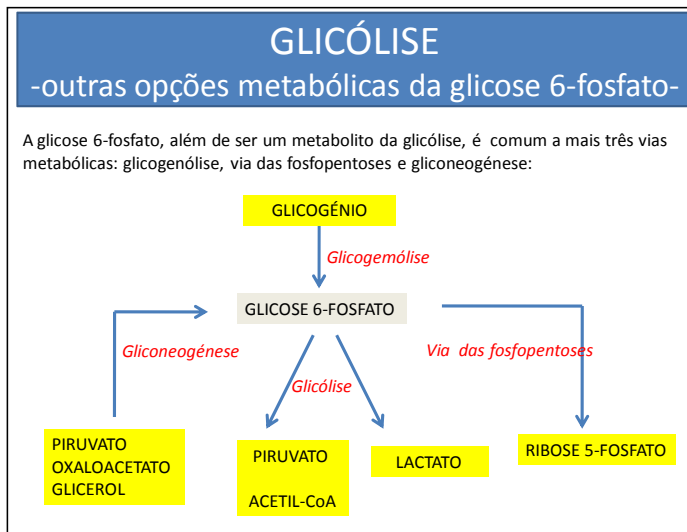 GLICÓLISE
-outras opções metabólicas da glicose 6-fosfato-
A glicose 6-fosfato, além de ser um metabolito da glicólise, é comum a mais três vias
metabólicas: glicogenólise, via das fosfopentoses e gliconeogénese:
GLICOGÉNIO
Glicogemólise
GLICOSE 6-FOSFATO
Gliconeogénese
Via das fosfopentoses
Glicólise
PIRUVATO
OXALOACETATO
GLICEROL
PIRUVATO
ACETIL-CoA
LACTATO
RIBOSE 5-FOSFATO